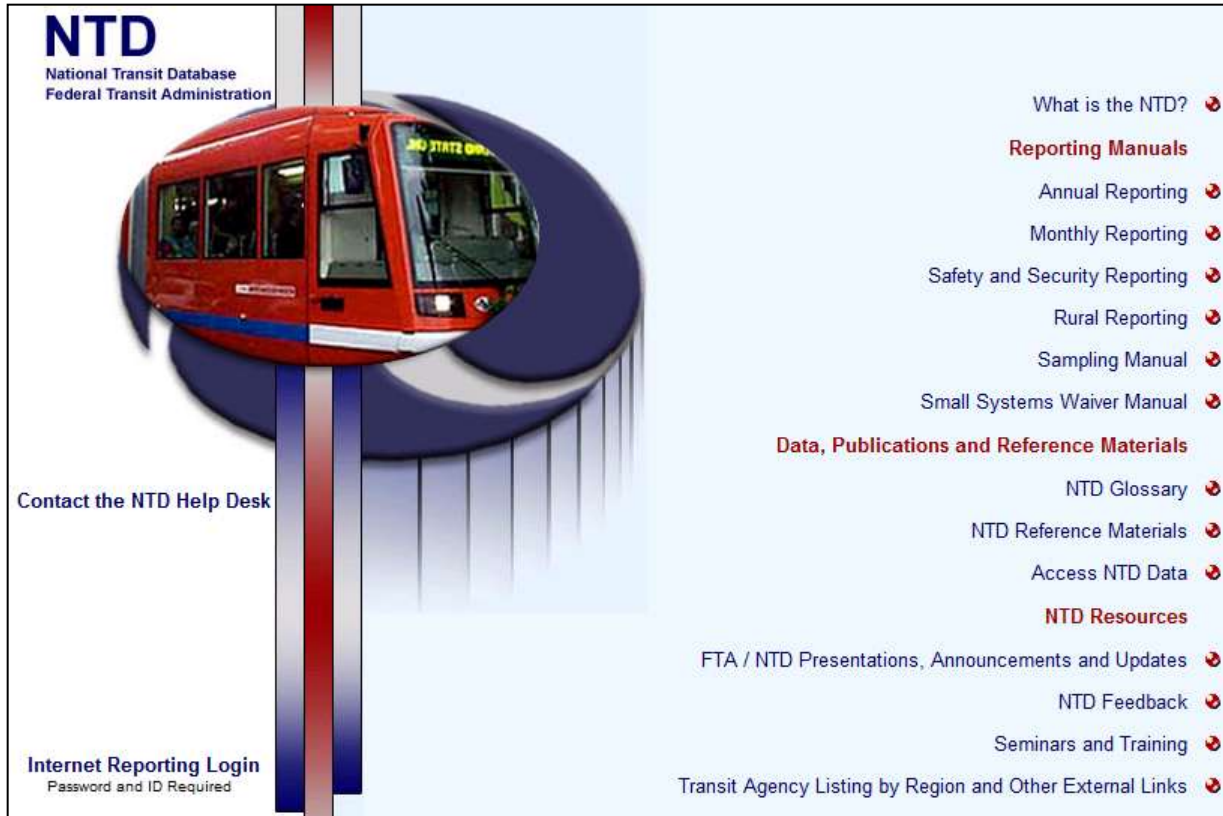 NTD
National Transit Database
Federal Transit Administration
What is the NTD?
Reporting Manuals
Annual Reporting
Monthly Reporting
Safety and Security Reporting
Rural Reporting
Sampling Manual
Small Systems Waiver Manual
Data, Publications and Reference Materials
Contact the NTD Help Desk
NTD Glossary
NTD Reference Materials
Access NTD Data
NTD Resources
FTA / NTD Presentations, Announcements and Updates
NTD Feedback
Seminars and Training
Internet Reporting Login
Password and ID Required
Transit Agency Listing by Region and Other External Links